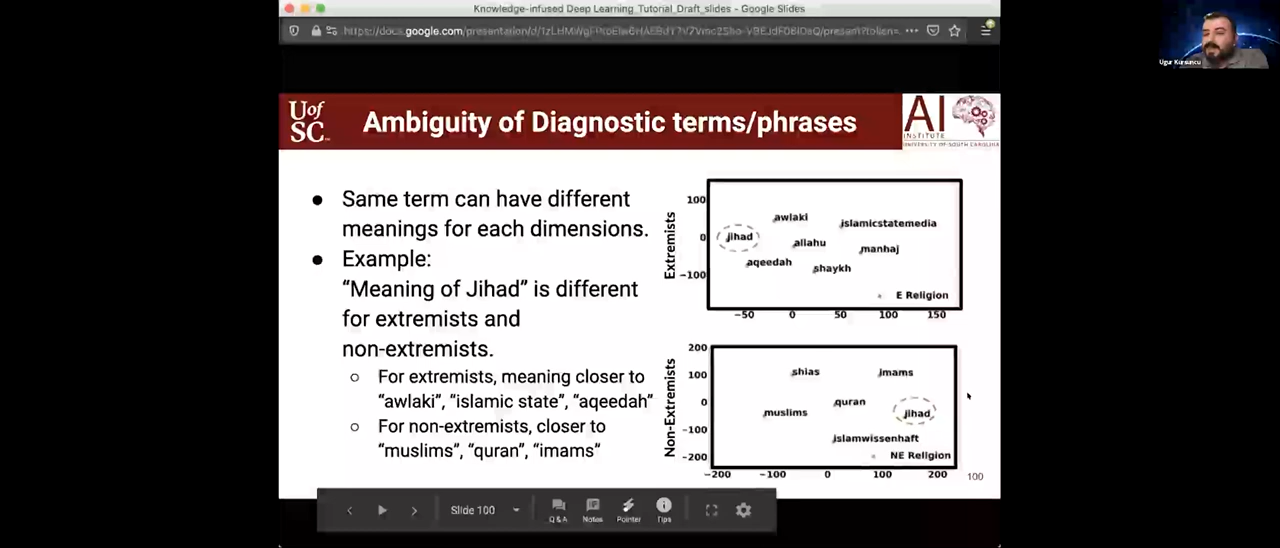 Knowledge-infused Deep Learning_Tutorial_Draft_slides - Google Slides
Ugur Kursuncu
UofSC
Ambiguity of Diagnostic terms/phrases
AI
INSTITUTE
UNIVERSITY OF SOUTH CAROLINA
● Same term can have different
meanings for each dimensions.
● Example:
“Meaning of Jihad” is different
for extremists and
non-extremists.
○ For extremists, meaning closer to
“awlaki”, “islamic state”, “aqeedah”
○ For non-extremists, closer to
“muslims”, “quran”, “imams”
Extremists
100
0
−100
awlaki
islamicstatemedia
jihad
allahu
manhaj
aqeedah
shaykh
E Religion
−50 0 50 100 150
Non-Extremists
200
100
0
−100
−200
shias
imams
quran
muslims
jihad
islamwissenhaft
NE Religion
−200 −100 0 100 200
100
Slide 100
Q & A
Notes
Pointer
Tips